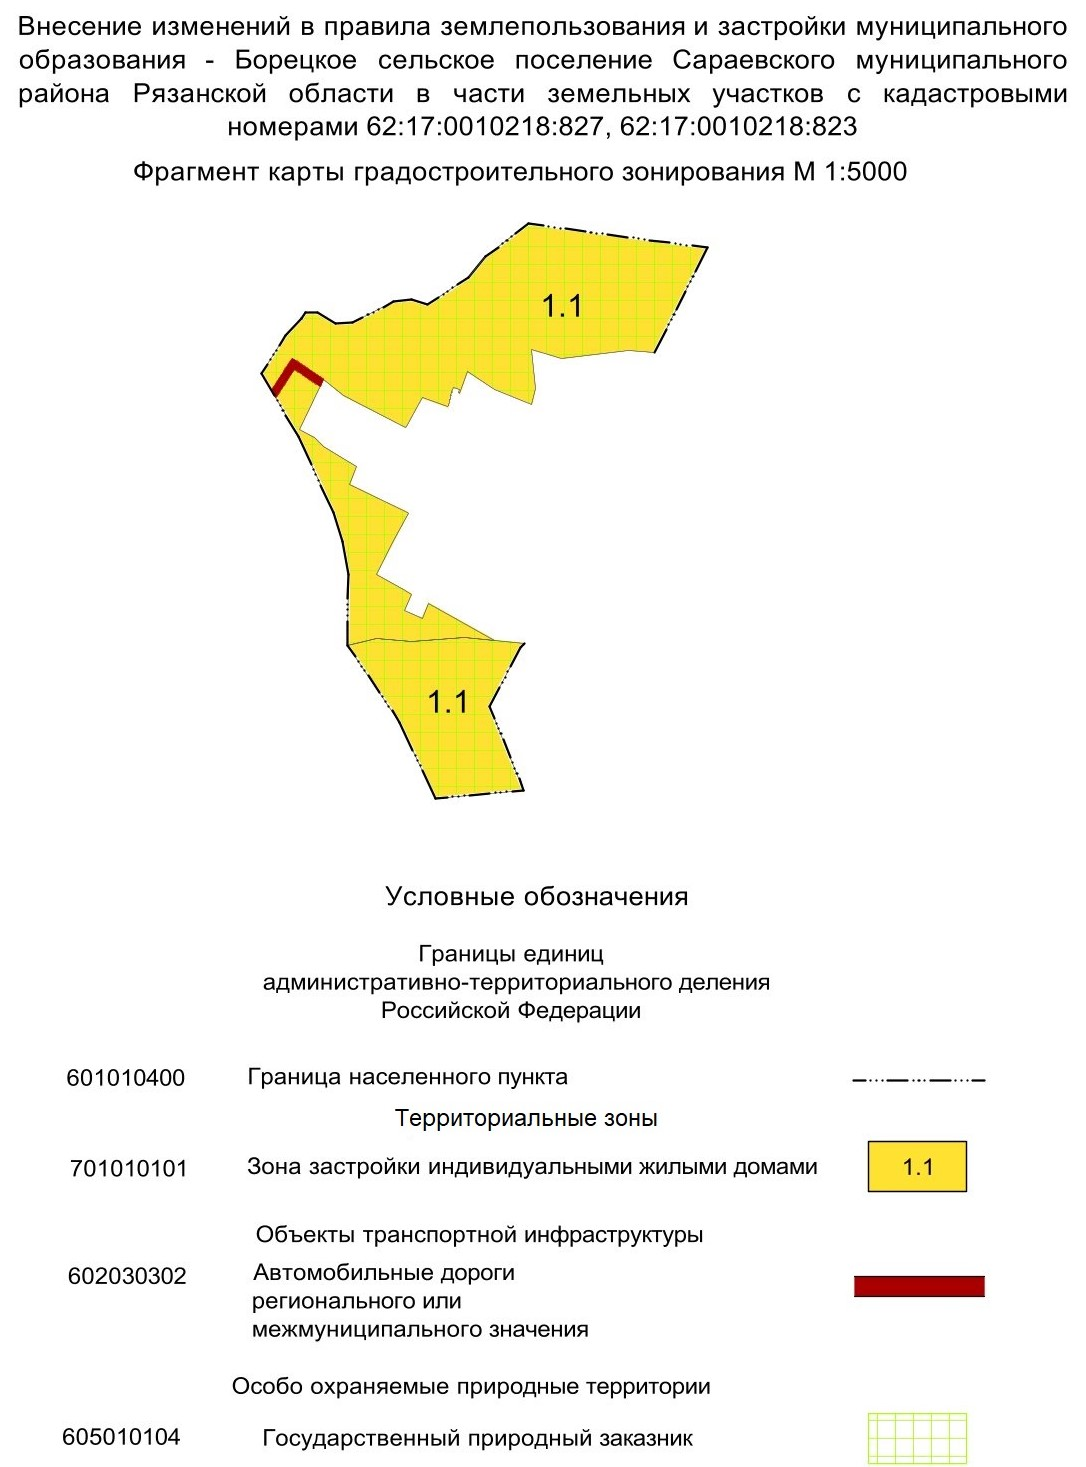 Внесение изменений в правила землепользования и застройки муниципального
образования - Борецкое сельское поселение Сараевского муниципального
района Рязанской области в части земельных участков с кадастровыми
номерами 62:17:0010218:827, 62:17:0010218:823
Фрагмент карты градостроительного зонирования М 1:5000
1.1
1.1
Условные обозначения
Границы единиц
административно-территориального деления
Российской Федерации
601010400 Граница населенного пункта
Территориальные зоны
701010101 Зона застройки индивидуальными жилыми домами 1.1
Объекты транспортной инфраструктуры
602030302 Автомобильные дороги
регионального или
межмуниципального значения
Особо охраняемые природные территории
605010104 Государственный природный заказник